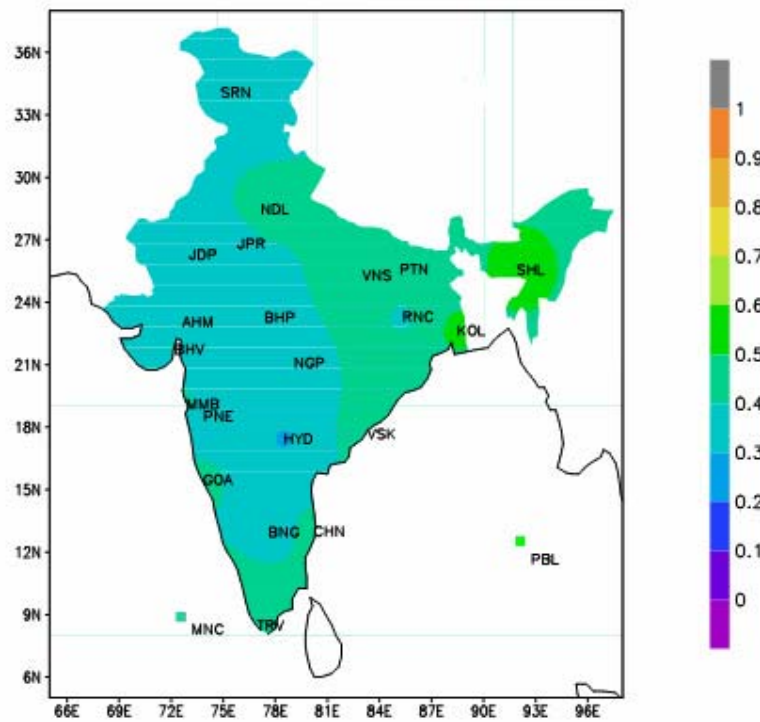 36N
33N
30N
27N
24N
21N
18N
15N
12N
9N
6N
66E 69E 72E 75E 78E 81E 84E 87E 90E 93E 96E
SRN
NDL
JPR
JDP
VNS PTN
SHL
AHM BHP RNC
KOL
BHV
NGP
MMB
PNE
HYD VSK
GOA
BNG CHN
PBL
MNC TRV
1
0.9
0.8
0.7
0.6
0.5
0.4
0.3
0.2
0.1
0